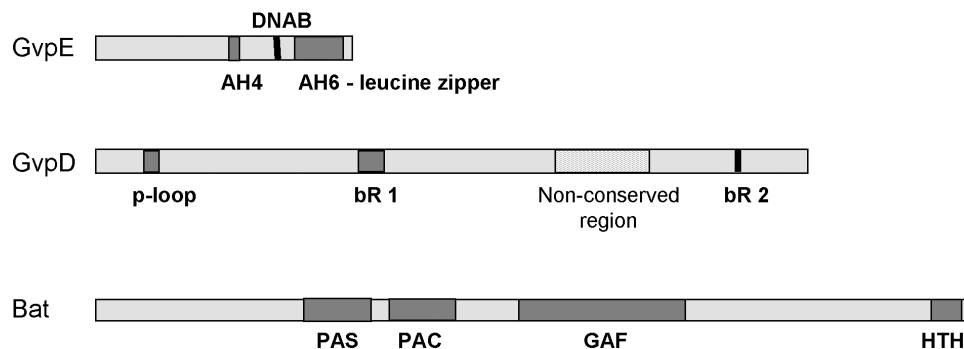 DNAB
GvpE
AH4 AH6 - leucine zipper
GvpD
p-loop bR 1 Non-conserved bR 2
region
Bat
PAS PAC GAF HTH